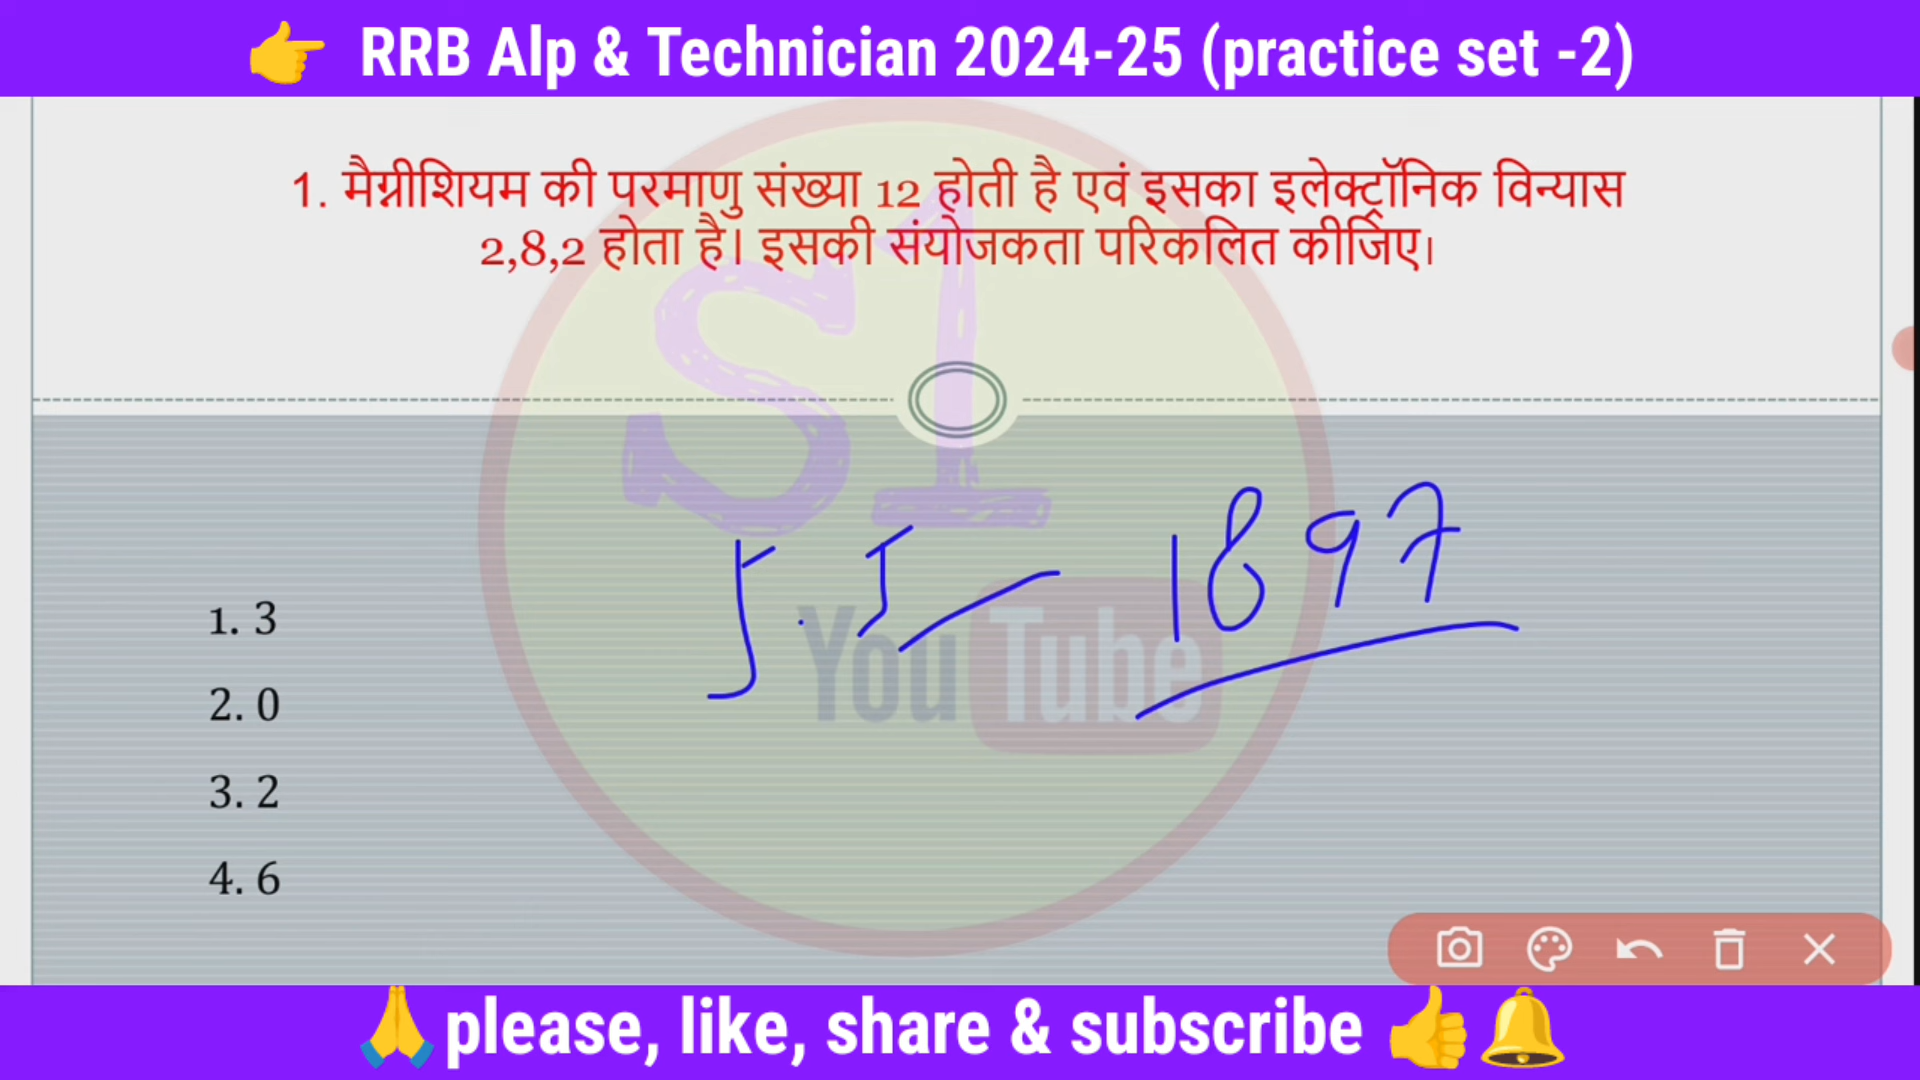 👉 RRB Alp & Technician 2024-25 (practice set -2)
1. मैग्नीशियम की परमाणु संख्या 12 होती है एवं इसका इलेक्ट्रॉनिक विन्यास
2,8,2 होता है। इसकी संयोजकता परिकलित कीजिए।
S1
J.J — 1897
YouTube
1. 3
2. 0
3. 2
4. 6
🙏please, like, share & subscribe 👍🔔